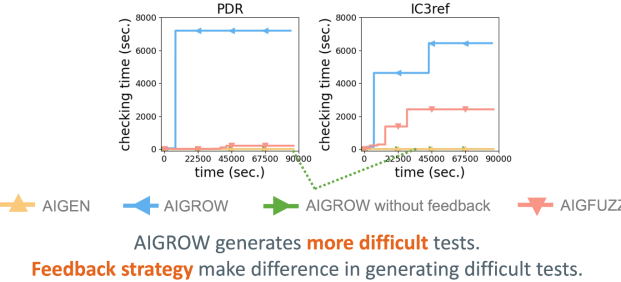 PDR
IC3ref
8000
6000
4000
2000
0
checking time (sec.)
0 22500 45000 67500 90000
time (sec.)
8000
6000
4000
2000
0
checking time (sec.)
0 22500 45000 67500 90000
time (sec.)
AIGEN AIGROW AIGROW without feedback AIGFUZZ
AIGROW generates more difficult tests.
Feedback strategy make difference in generating difficult tests.